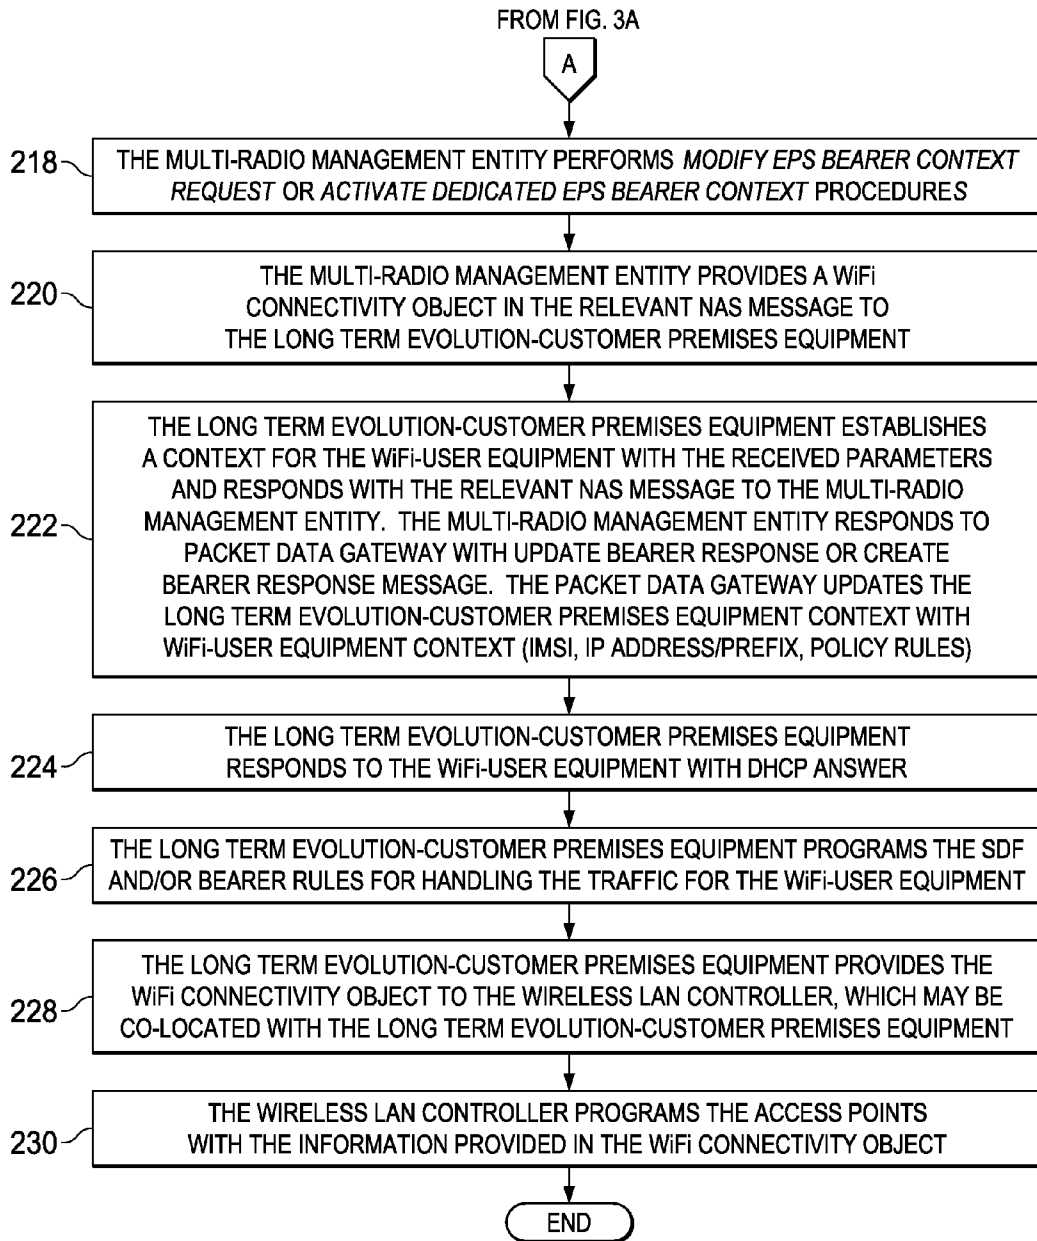 FROM FIG. 3A
A
218
THE MULTI-RADIO MANAGEMENT ENTITY PERFORMS MODIFY EPS BEARER CONTEXT
REQUEST OR ACTIVATE DEDICATED EPS BEARER CONTEXT PROCEDURES
220
THE MULTI-RADIO MANAGEMENT ENTITY PROVIDES A WiFi
CONNECTIVITY OBJECT IN THE RELEVANT NAS MESSAGE TO
THE LONG TERM EVOLUTION-CUSTOMER PREMISES EQUIPMENT
222
THE LONG TERM EVOLUTION-CUSTOMER PREMISES EQUIPMENT ESTABLISHES
A CONTEXT FOR THE WiFi-USER EQUIPMENT WITH THE RECEIVED PARAMETERS
AND RESPONDS WITH THE RELEVANT NAS MESSAGE TO THE MULTI-RADIO
MANAGEMENT ENTITY. THE MULTI-RADIO MANAGEMENT ENTITY RESPONDS TO
PACKET DATA GATEWAY WITH UPDATE BEARER RESPONSE OR CREATE
BEARER RESPONSE MESSAGE. THE PACKET DATA GATEWAY UPDATES THE
LONG TERM EVOLUTION-CUSTOMER PREMISES EQUIPMENT CONTEXT WITH
WiFi-USER EQUIPMENT CONTEXT (IMSI, IP ADDRESS/PREFIX, POLICY RULES)
224
THE LONG TERM EVOLUTION-CUSTOMER PREMISES EQUIPMENT
RESPONDS TO THE WiFi-USER EQUIPMENT WITH DHCP ANSWER
226
THE LONG TERM EVOLUTION-CUSTOMER PREMISES EQUIPMENT PROGRAMS THE SDF
AND/OR BEARER RULES FOR HANDLING THE TRAFFIC FOR THE WiFi-USER EQUIPMENT
228
THE LONG TERM EVOLUTION-CUSTOMER PREMISES EQUIPMENT PROVIDES THE
WiFi CONNECTIVITY OBJECT TO THE WIRELESS LAN CONTROLLER, WHICH MAY BE
CO-LOCATED WITH THE LONG TERM EVOLUTION-CUSTOMER PREMISES EQUIPMENT
230
THE WIRELESS LAN CONTROLLER PROGRAMS THE ACCESS POINTS
WITH THE INFORMATION PROVIDED IN THE WiFi CONNECTIVITY OBJECT
END